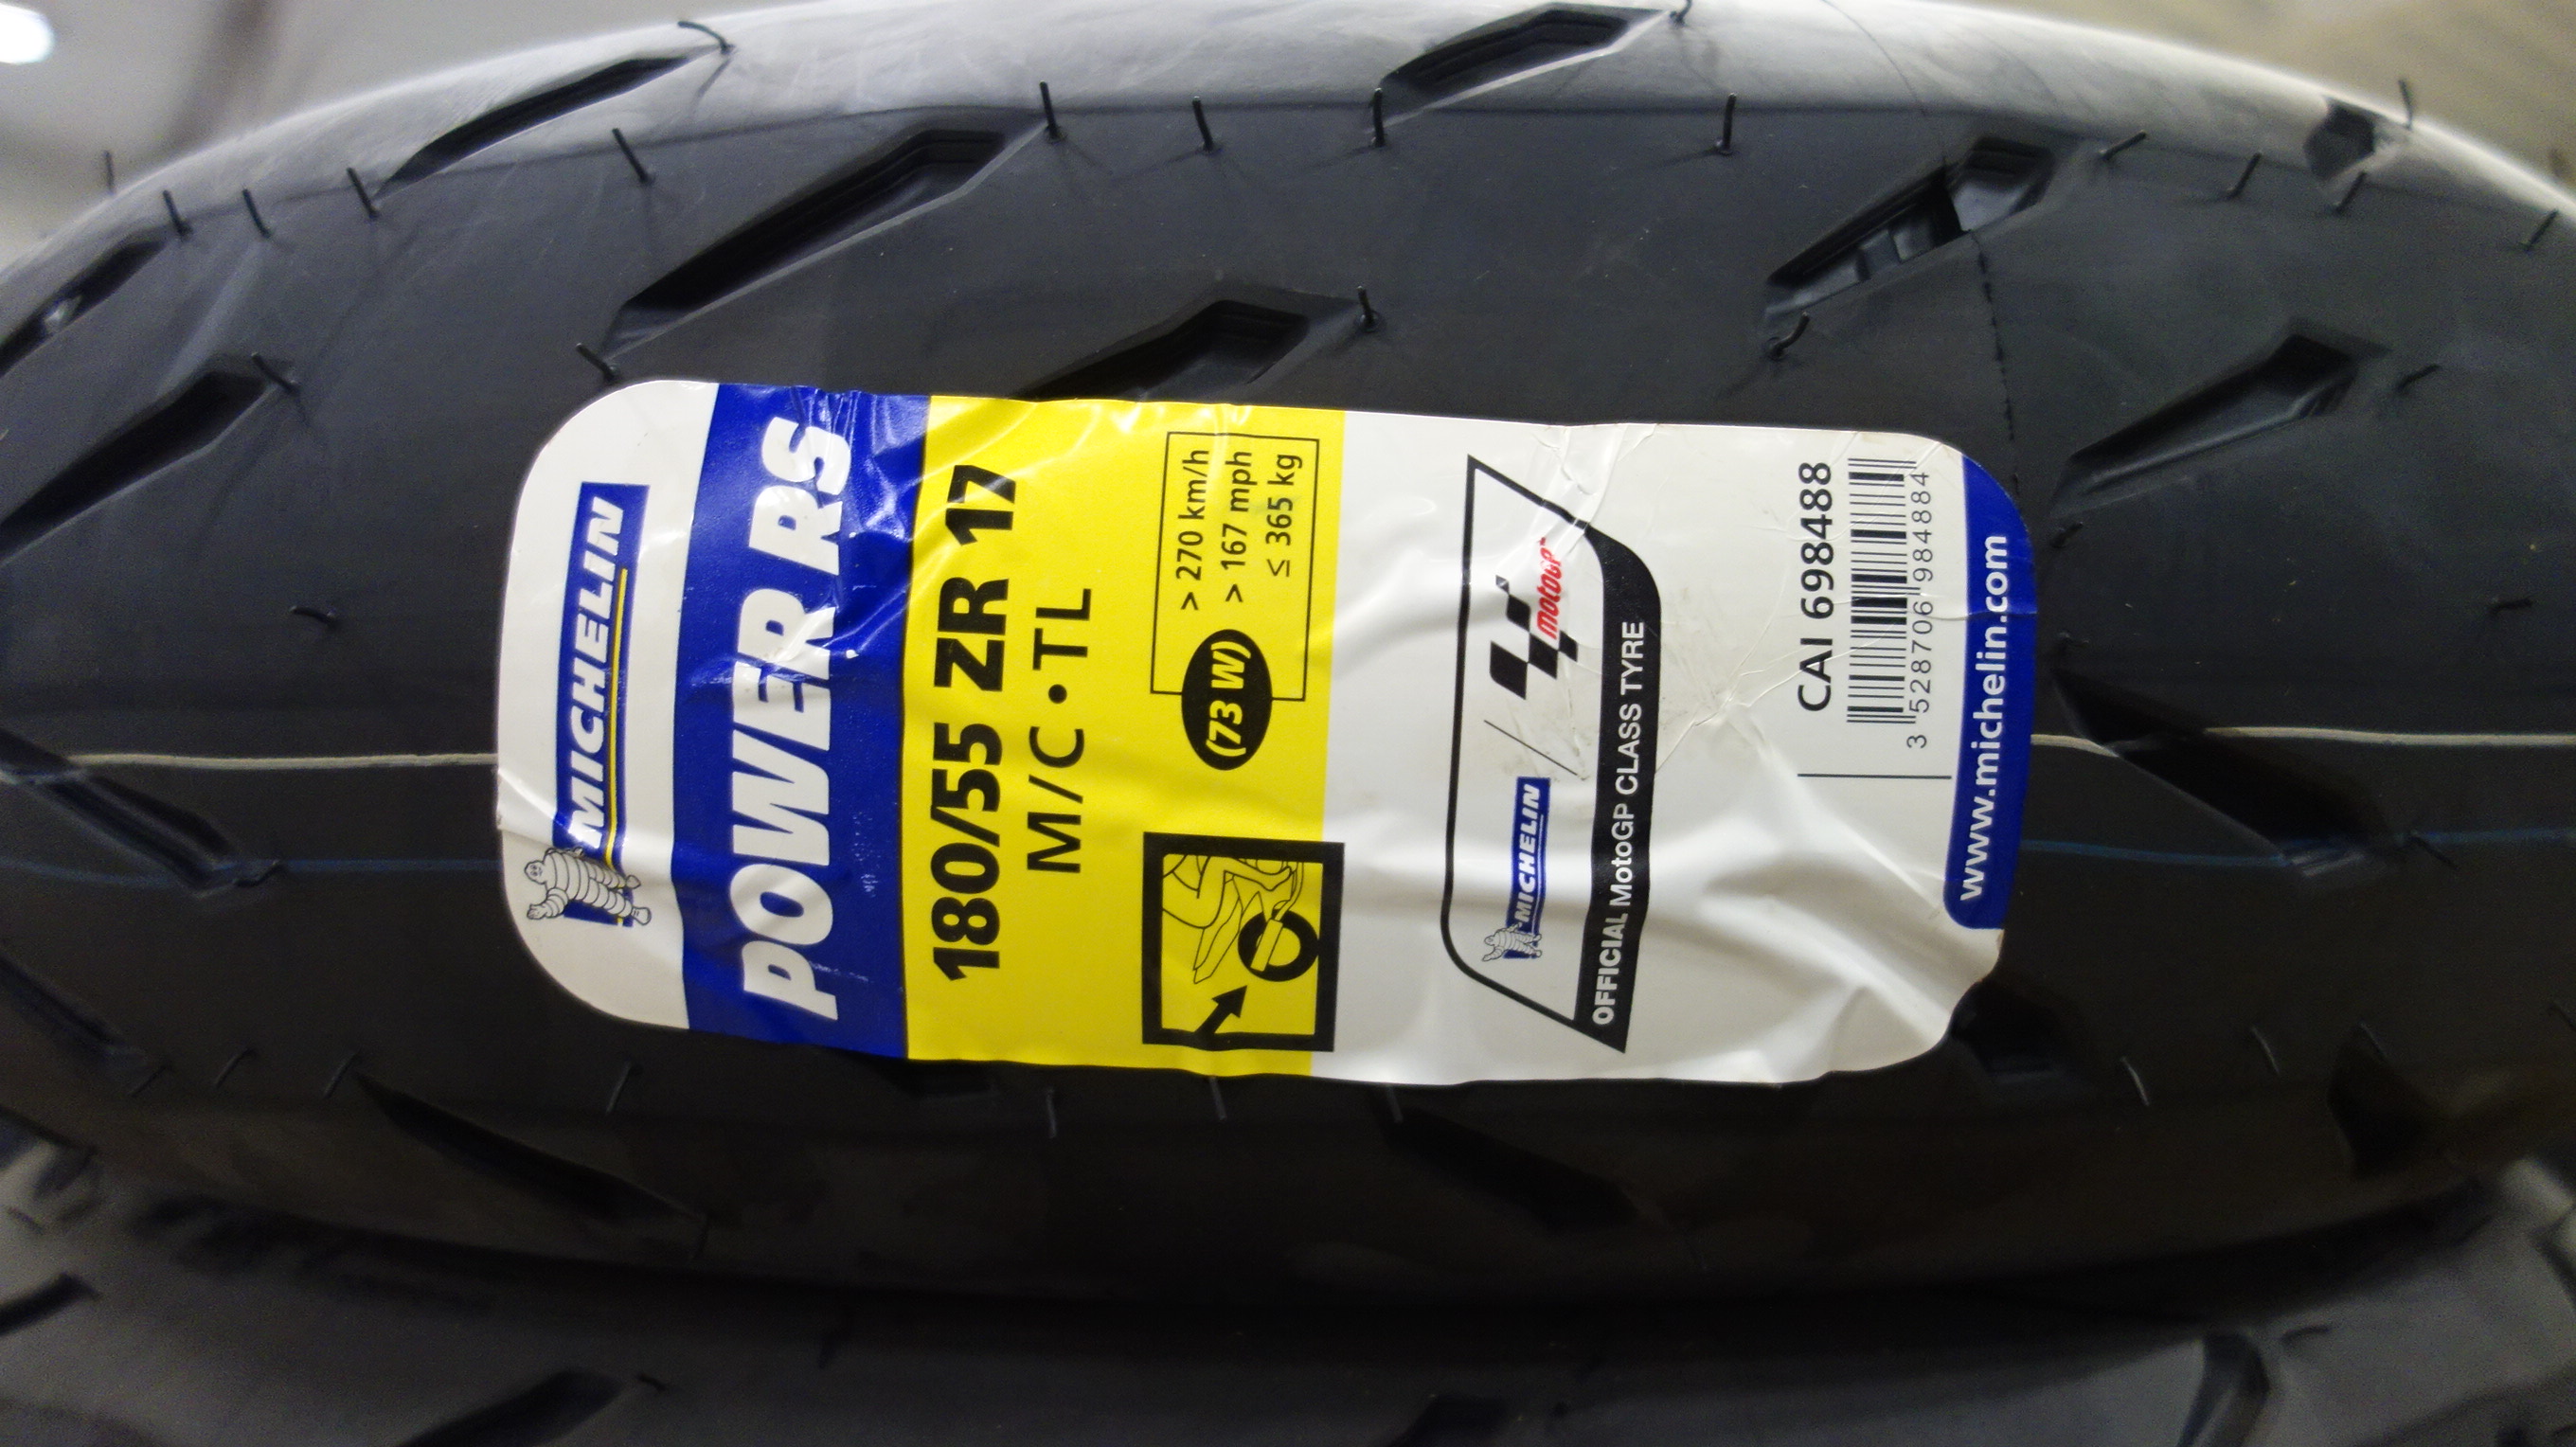 MICHELIN
POWER RS
180/55 ZR 17
M/C • TL
(73 W)
> 270 km/h
> 167 mph
≤ 365 kg
MICHELIN
motoGP™
OFFICIAL MotoGP CLASS TYRE
CAI 698488
3 528706 984884
www.michelin.com